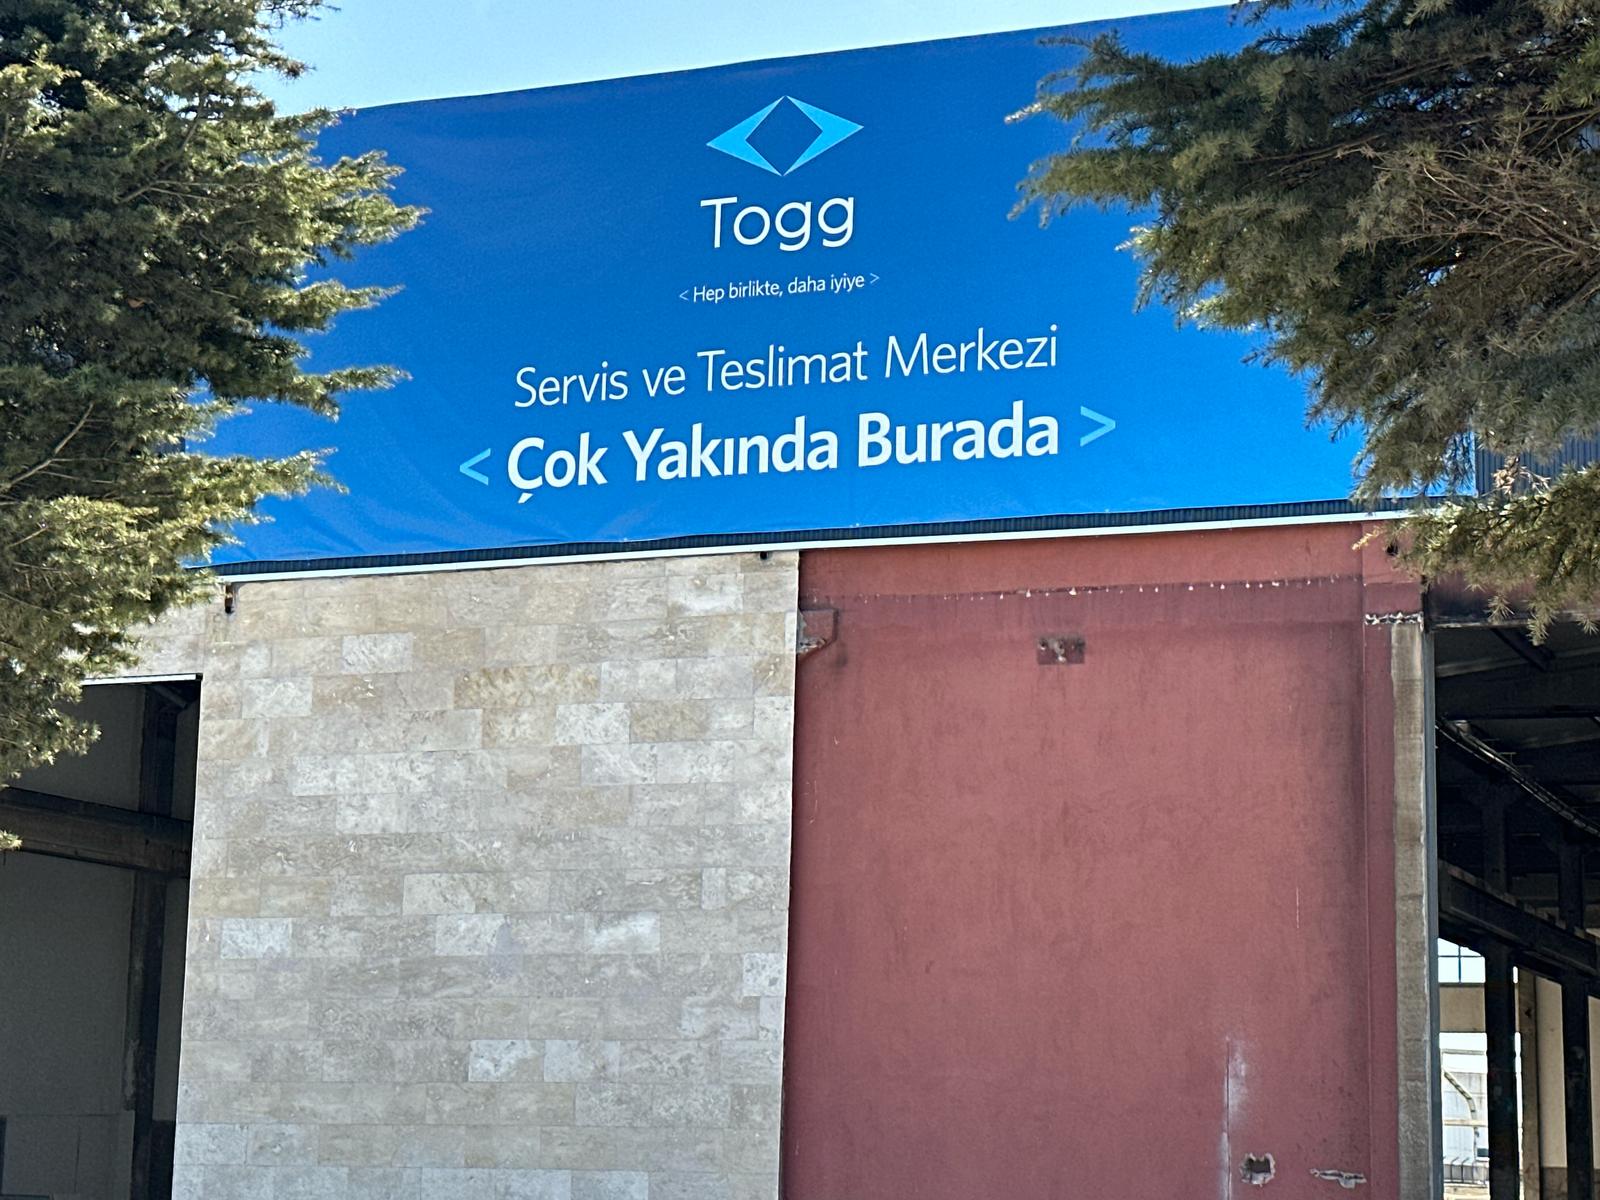 Togg
< Hep birlikte, daha iyiye >
Servis ve Teslimat Merkezi
< Çok Yakında Burada >